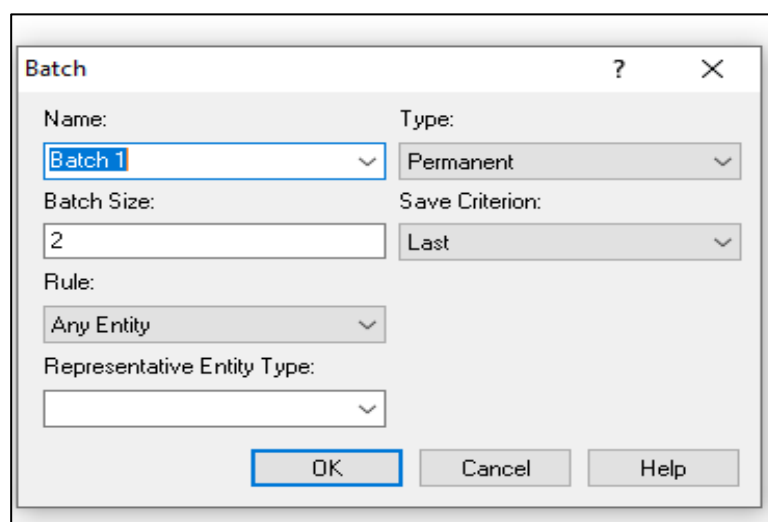 Batch ?
Name: Type:
Batch 1 Permanent
Batch Size: Save Criterion:
2 Last
Rule:
Any Entity
Representative Entity Type:
OK Cancel Help